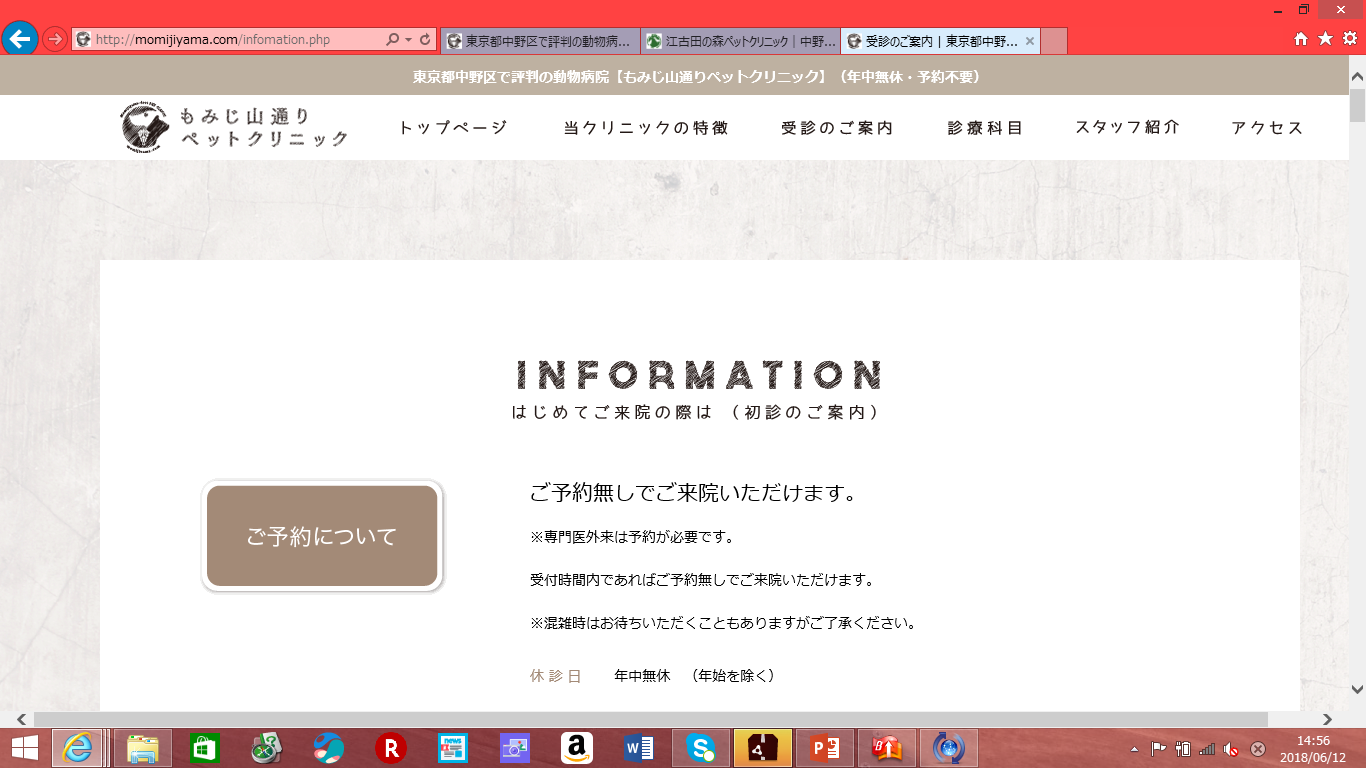 http://momijiyama.com/infomation.php
東京都中野区で評判の動物病...
江古田の森ペットクリニック｜中野...
受診のご案内 | 東京都中野...
東京都中野区で評判の動物病院【もみじ山通りペットクリニック】（年中無休・予約不要）
もみじ山通り
ペットクリニック
トップページ
当クリニックの特徴
受診のご案内
診療科目
スタッフ紹介
アクセス
INFORMATION
はじめてご来院の際は （初診のご案内）
ご予約について
ご予約無しでご来院いただけます。
※専門医外来は予約が必要です。
受付時間内であればご予約無しでご来院いただけます。
※混雑時はお待ちいただくこともありますがご了承ください。
休診日 年中無休 （年始を除く）
14:56
2018/06/12